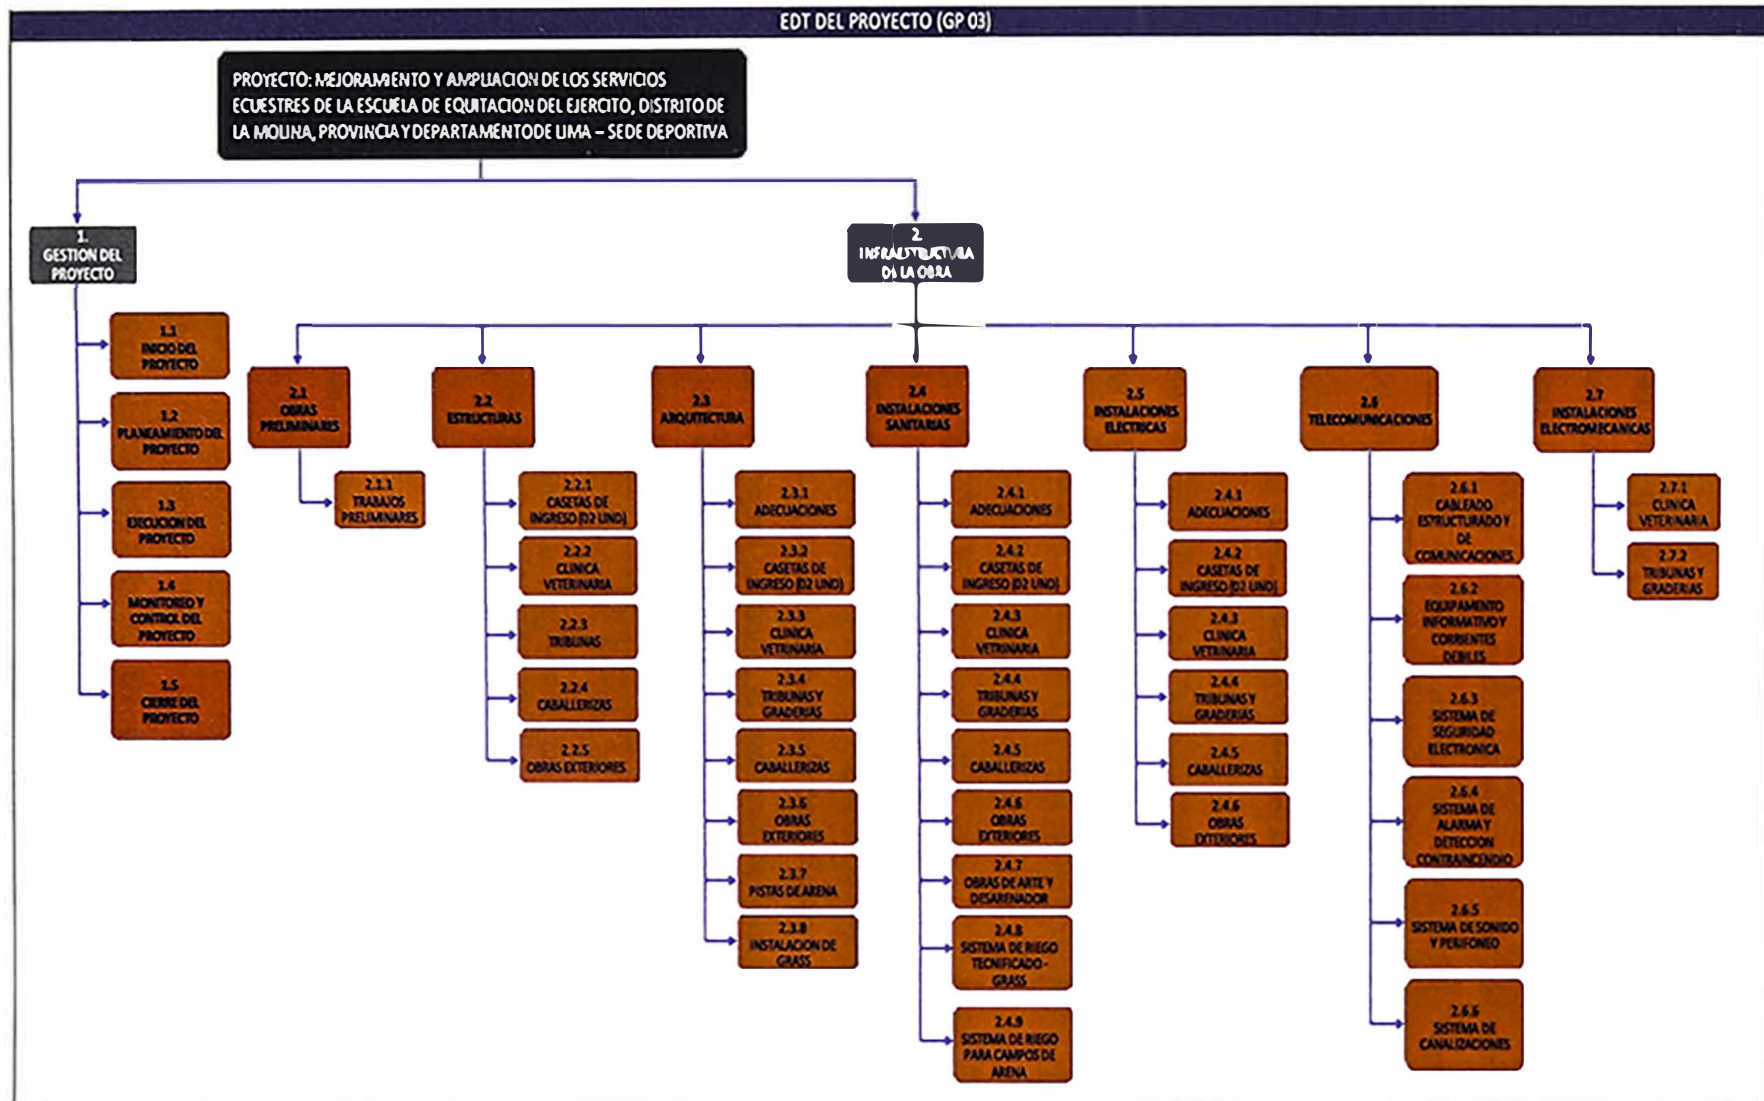 EDT DEL PROYECTO (GP 03)
PROYECTO: MEJORAMIENTO Y AMPLIACION DE LOS SERVICIOS
ECUESTRES DE LA ESCUELA DE EQUITACION DEL EJERCITO, DISTRITO DE
LA MOLINA, PROVINCIA Y DEPARTAMENTO DE LIMA – SEDE DEPORTIVA
1.
GESTION DEL
PROYECTO
2
INFRAESTRUCTURA
DE LA OBRA
1.1
INICIO DEL
PROYECTO
1.2
PLANEAMIENTO DEL
PROYECTO
1.3
EJECUCION DEL
PROYECTO
1.4
MONITOREO Y
CONTROL DEL
PROYECTO
1.5
CIERRE DEL
PROYECTO
2.1
OBRAS
PRELIMINARES
2.1.1
TRABAJOS
PRELIMINARES
2.2
ESTRUCTURAS
2.2.1
CASETAS DE
INGRESO (02 UND)
2.2.2
CLINICA
VETERINARIA
2.2.3
TRIBUNAS
2.2.4
CABALLERIZAS
2.2.5
OBRAS EXTERIORES
2.3
ARQUITECTURA
2.3.1
ADECUACIONES
2.3.2
CASETAS DE
INGRESO (02 UND)
2.3.3
CLINICA
VETRINARIA
2.3.4
TRIBUNAS Y
GRADERIAS
2.3.5
CABALLERIZAS
2.3.6
OBRAS
EXTERIORES
2.3.7
PISTAS DE ARENA
2.3.8
INSTALACION DE
GRASS
2.4
INSTALACIONES
SANITARIAS
2.4.1
ADECUACIONES
2.4.2
CASETAS DE
INGRESO (02 UND)
2.4.3
CLINICA
VETRINARIA
2.4.4
TRIBUNAS Y
GRADERIAS
2.4.5
CABALLERIZAS
2.4.6
OBRAS
EXTERIORES
2.4.7
OBRAS DE ARTE Y
DESARENADOR
2.4.8
SISTEMA DE RIEGO
TECNIFICADO -
GRASS
2.4.9
SISTEMA DE RIEGO
PARA CAMPOS DE
ARENA
2.5
INSTALACIONES
ELECTRICAS
2.4.1
ADECUACIONES
2.4.2
CASETAS DE
INGRESO (02 UND)
2.4.3
CLINICA
VETRINARIA
2.4.4
TRIBUNAS Y
GRADERIAS
2.4.5
CABALLERIZAS
2.4.6
OBRAS
EXTERIORES
2.6
TELECOMUNICACIONES
2.6.1
CABLEADO
ESTRUCTURADO Y
DE
COMUNICACIONES
2.6.2
EQUIPAMENTO
INFORMATIVO Y
CORRIENTES
DEBILES
2.6.3
SISTEMA DE
SEGURIDAD
ELECTRONICA
2.6.4
SISTEMA DE
ALARMA Y
DETECCION
CONTRAINCENDIO
2.6.5
SISTEMA DE SONIDO
Y PERIFONEO
2.6.6
SISTEMA DE
CANALIZACIONES
2.7
INSTALACIONES
ELECTROMECANICAS
2.7.1
CLINICA
VETERINARIA
2.7.2
TRIBUNAS Y
GRADERIAS